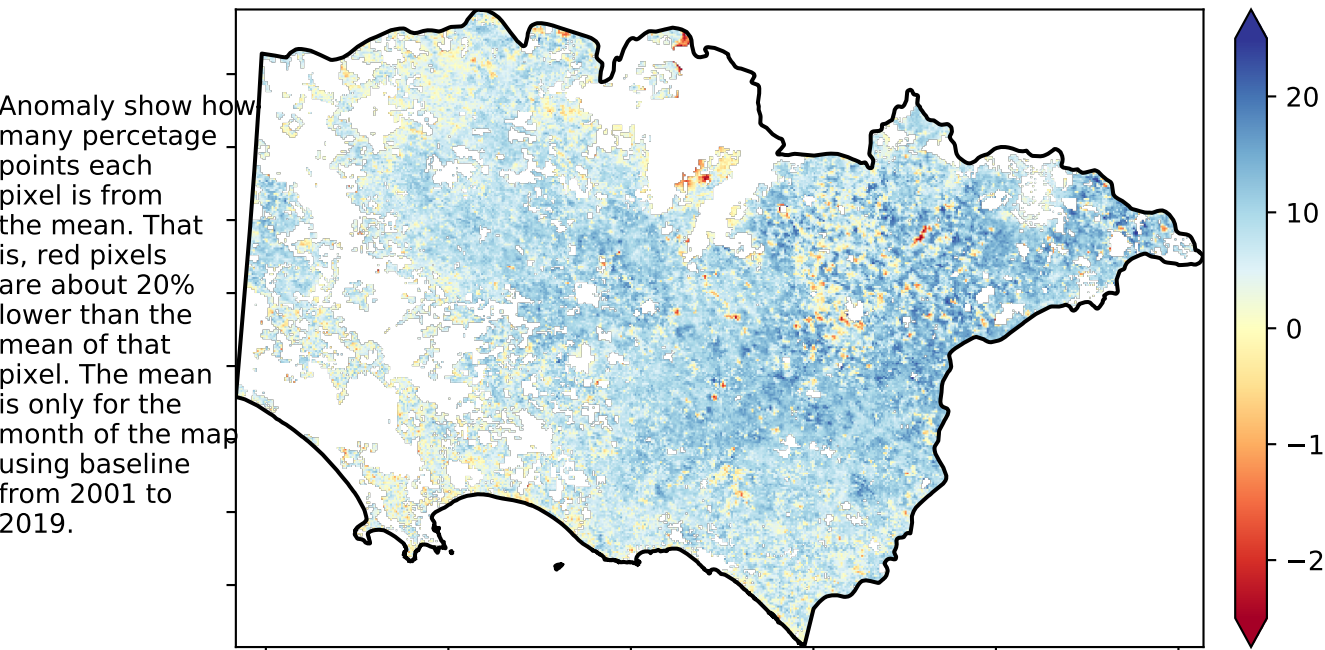 Anomaly show how
many percetage
points each
pixel is from
the mean. That
is, red pixels
are about 20%
lower than the
mean of that
pixel. The mean
is only for the
month of the map
using baseline
from 2001 to
2019.
20
10
0
−1
−2